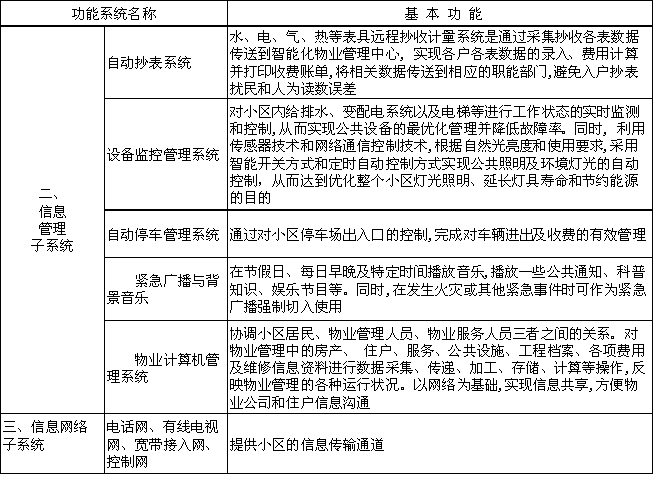 功能系统名称
基 本 功 能
二、
信息
管理
子系统
自动抄表系统
水、电、气、热等表具远程抄收计量系统是通过采集抄收各表数据
传送到智能化物业管理中心, 实现各户各表数据的录入、费用计算
并打印收费账单,将相关数据传送到相应的职能部门,避免入户抄表
扰民和人为读数误差
设备监控管理系统
对小区内给排水、变配电系统以及电梯等进行工作状态的实时监测
和控制,从而实现公共设备的最优化管理并降低故障率。同时, 利用
传感器技术和网络通信控制技术,根据自然光亮度和使用要求,采用
智能开关方式和定时自动控制方式实现公共照明及环境灯光的自动
控制, 从而达到优化整个小区灯光照明、延长灯具寿命和节约能源
的目的
自动停车管理系统
通过对小区停车场出入口的控制,完成对车辆进出及收费的有效管理
紧急广播与背
景音乐
在节假日、每日早晚及特定时间播放音乐,播放一些公共通知、科普
知识、娱乐节目等。同时,在发生火灾或其他紧急事件时可作为紧急
广播强制切入使用
物业计算机管
理系统
协调小区居民、物业管理人员、物业服务人员三者之间的关系。对
物业管理中的房产、 住户、服务、公共设施、工程档案、各项费用
及维修信息资料进行数据采集、传递、加工、存储、计算等操作,反
映物业管理的各种运行状况。以网络为基础,实现信息共享,方便物
业公司和住户信息沟通
三、信息网络
子系统
电话网、有线电视
网、宽带接入网、
控制网
提供小区的信息传输通道